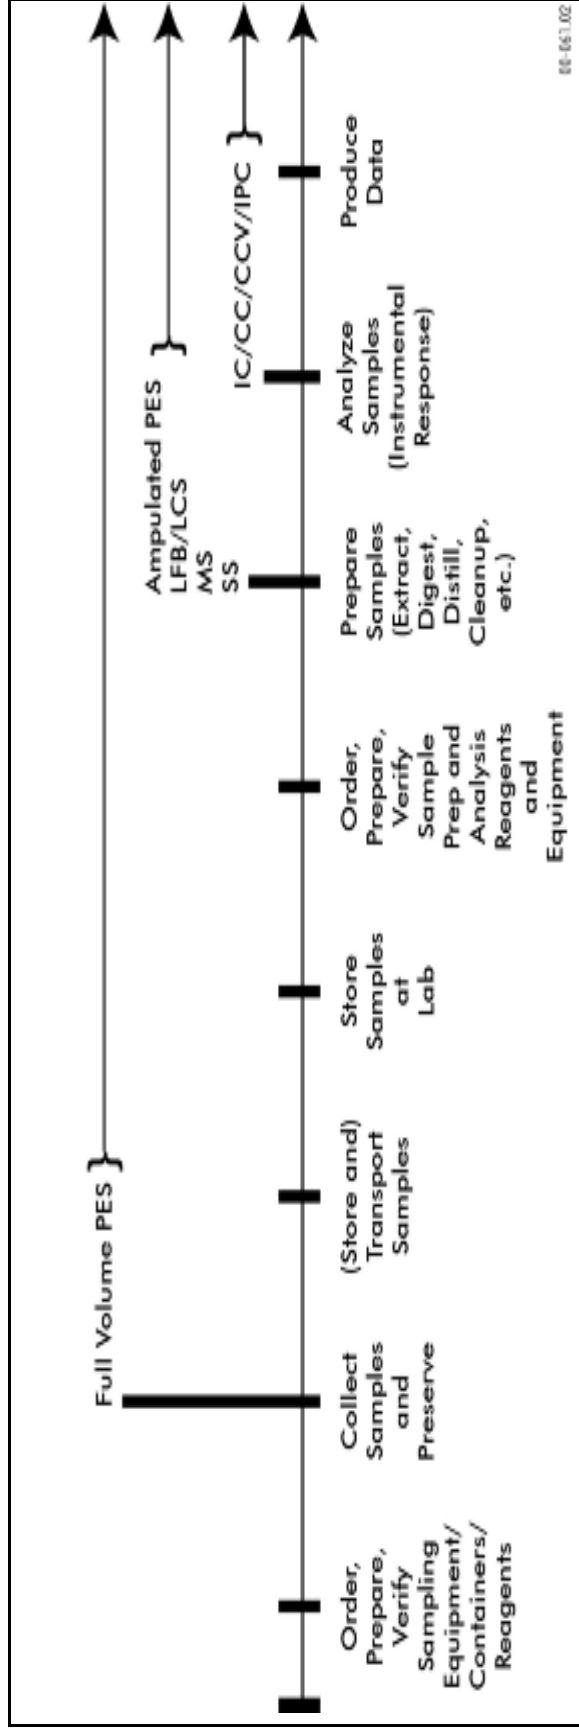 Full Volume PES }
Ampulated PES }
LFB/LCS
MS
SS
IC/CC/CCV/IPC }
Order,
Prepare,
Verify
Sampling
Equipment/
Containers/
Reagents
Collect
Samples
and
Preserve
(Store and)
Transport
Samples
Store
Samples
at
Lab
Order,
Prepare,
Verify
Sample
Prep and
Analysis
Reagents
and
Equipment
Prepare
Samples
(Extract,
Digest,
Distill,
Cleanup,
etc.)
Analyze
Samples
(Instrumental
Response)
Produce
Data
00-061.02